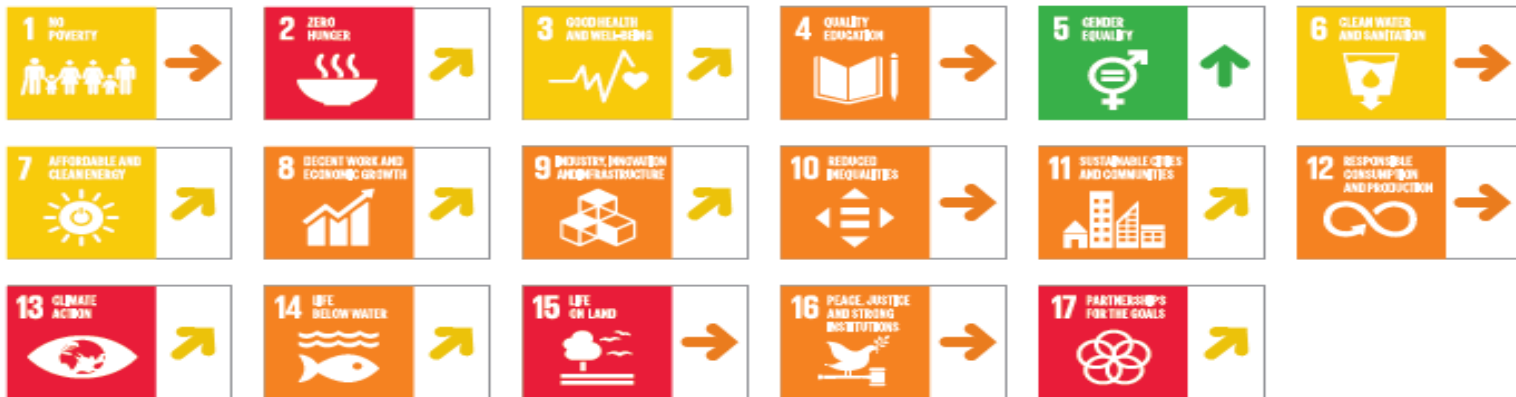 1 NO
POVERTY
2 ZERO
HUNGER
3 GOOD HEALTH
AND WELL-BEING
4 QUALITY
EDUCATION
5 GENDER
EQUALITY
6 CLEAN WATER
AND SANITATION
7 AFFORDABLE AND
CLEAN ENERGY
8 DECENT WORK AND
ECONOMIC GROWTH
9 INDUSTRY, INNOVATION
AND INFRASTRUCTURE
10 REDUCED
INEQUALITIES
11 SUSTAINABLE CITIES
AND COMMUNITIES
12 RESPONSIBLE
CONSUMPTION
AND PRODUCTION
13 CLIMATE
ACTION
14 LIFE
BELOW WATER
15 LIFE
ON LAND
16 PEACE, JUSTICE
AND STRONG
INSTITUTIONS
17 PARTNERSHIPS
FOR THE GOALS